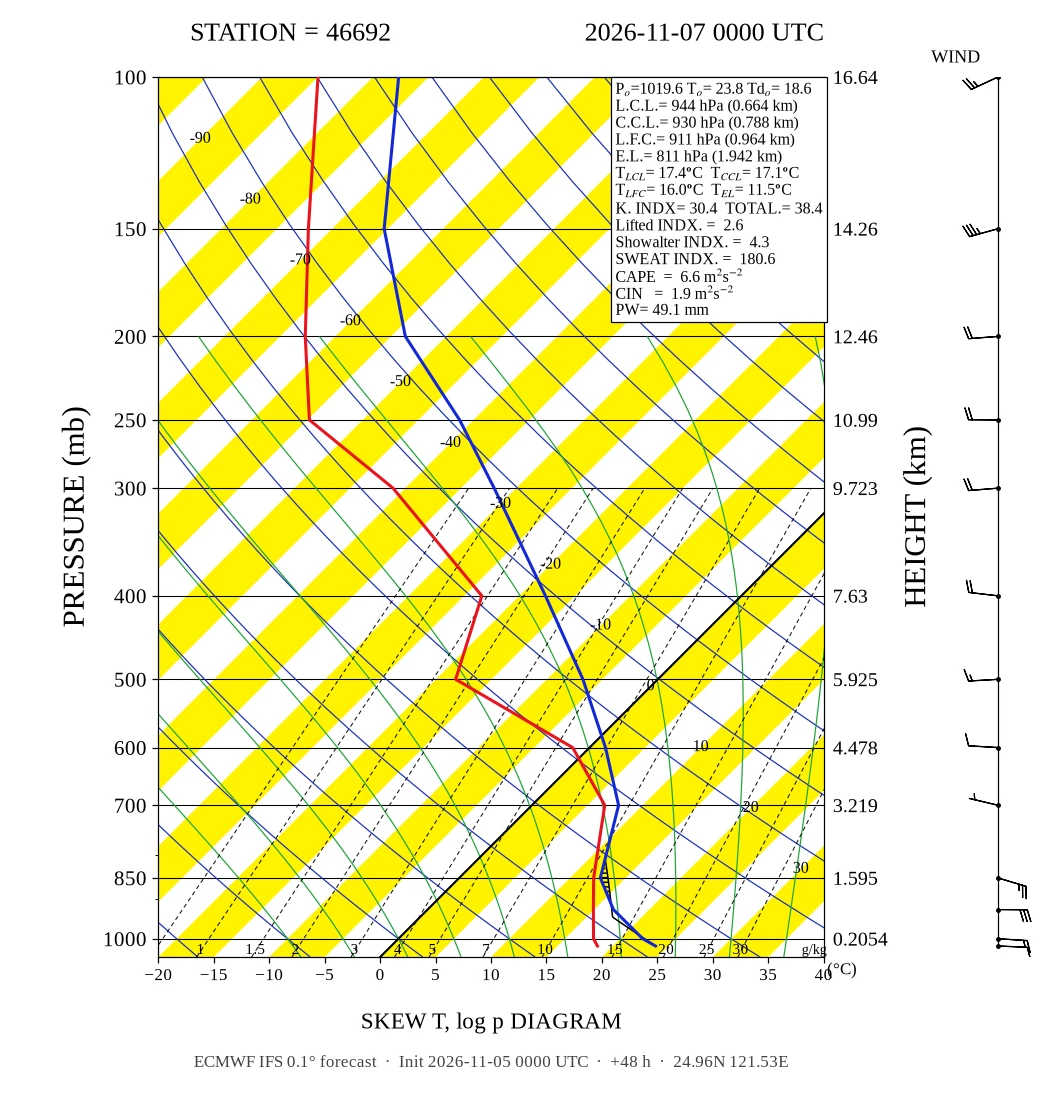 STATION = 46692 2026-11-07 0000 UTC
WIND
100 16.64
Pₒ=1019.6 Tₒ= 23.8 Tdₒ= 18.6
L.C.L.= 944 hPa (0.664 km)
C.C.L.= 930 hPa (0.788 km)
L.F.C.= 911 hPa (0.964 km)
E.L.= 811 hPa (1.942 km)
T_LCL= 17.4°C T_CCL= 17.1°C
T_LFC= 16.0°C T_EL= 11.5°C
K. INDX= 30.4 TOTAL.= 38.4
Lifted INDX. = 2.6
Showalter INDX. = 4.3
SWEAT INDX. = 180.6
CAPE = 6.6 m²s⁻²
CIN = 1.9 m²s⁻²
PW= 49.1 mm
-90
-80
150 14.26
-70
-60
200 12.46
-50
250 10.99
-40
300 9.723
-30
-20
400 7.63
-10
500 5.925
0
10
600 4.478
700 20 3.219
30
850 1.595
1000 0.2054
1 1.5 2 3 4 5 7 10 15 20 25 30 g/kg
−20 −15 −10 −5 0 5 10 15 20 25 30 35 40 (°C)
PRESSURE (mb)
HEIGHT (km)
SKEW T, log p DIAGRAM
ECMWF IFS 0.1° forecast · Init 2026-11-05 0000 UTC · +48 h · 24.96N 121.53E